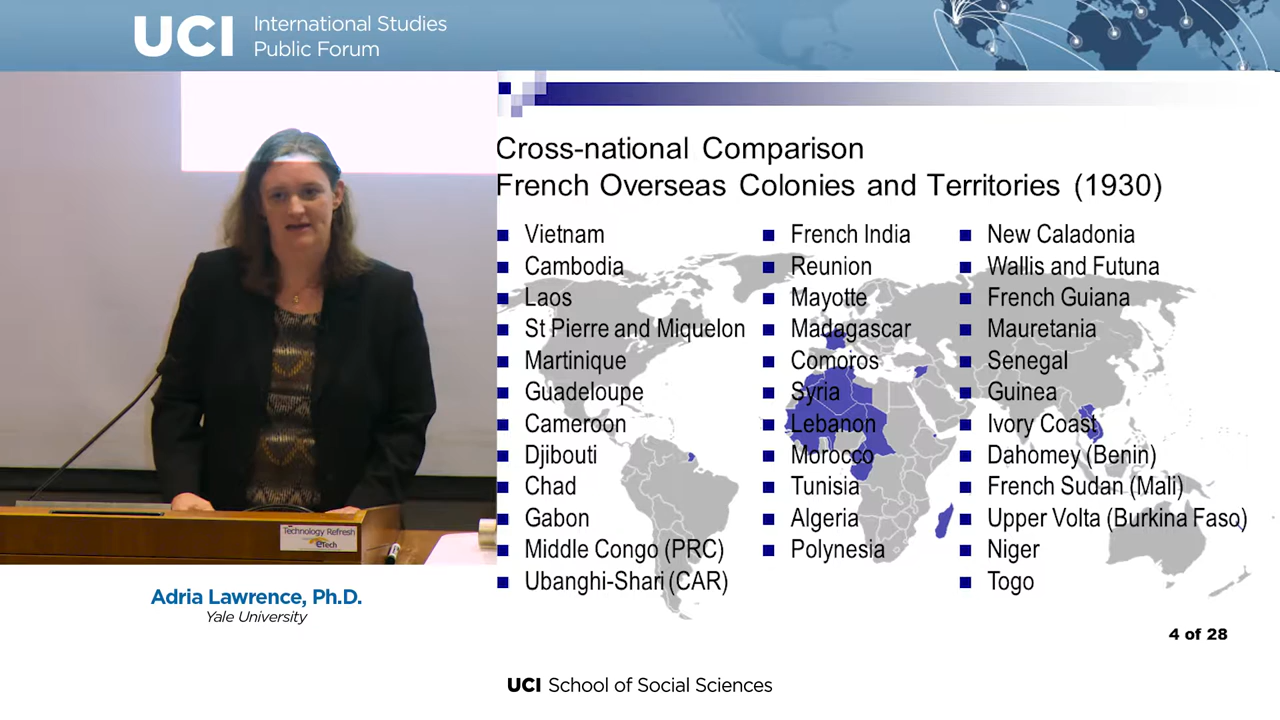 UCI International Studies
Public Forum
Cross-national Comparison
French Overseas Colonies and Territories (1930)
Vietnam
Cambodia
Laos
St Pierre and Miquelon
Martinique
Guadeloupe
Cameroon
Djibouti
Chad
Gabon
Middle Congo (PRC)
Ubanghi-Shari (CAR)
French India
Reunion
Mayotte
Madagascar
Comoros
Syria
Lebanon
Morocco
Tunisia
Algeria
Polynesia
New Caladonia
Wallis and Futuna
French Guiana
Mauretania
Senegal
Guinea
Ivory Coast
Dahomey (Benin)
French Sudan (Mali)
Upper Volta (Burkina Faso)
Niger
Togo
Technology Refresh
eTech
Adria Lawrence, Ph.D.
Yale University
4 of 28
UCI School of Social Sciences